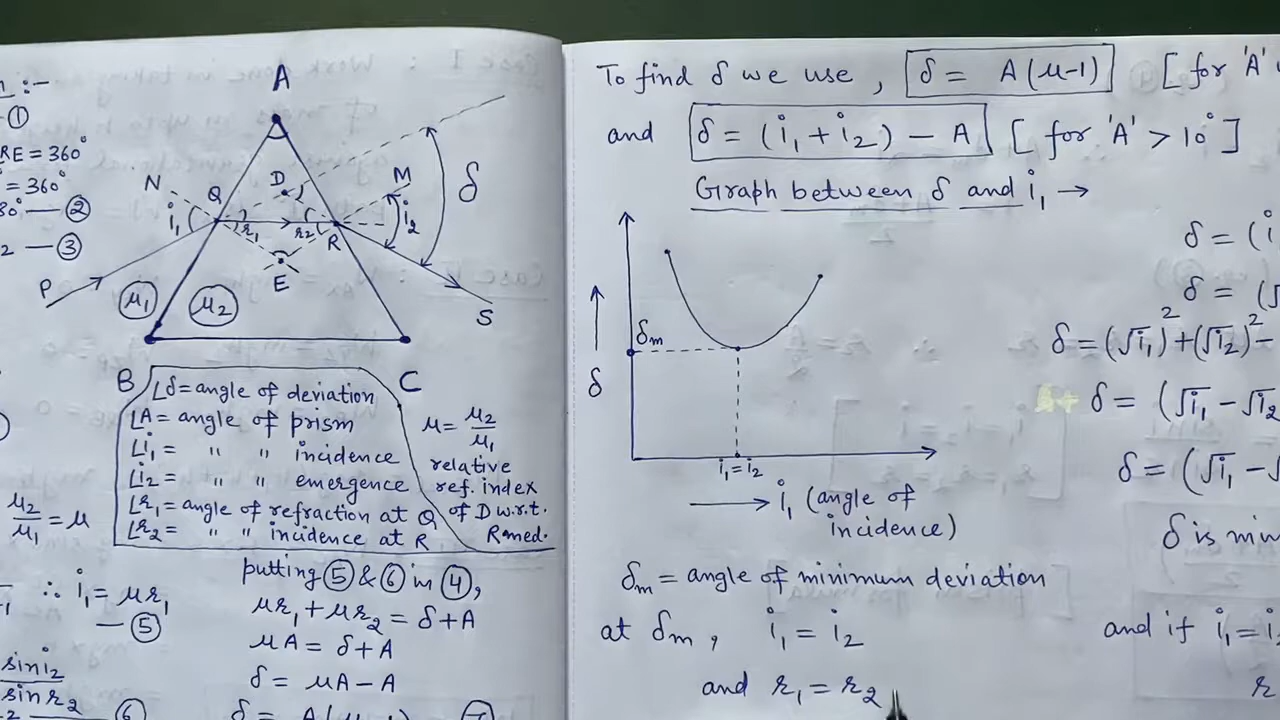 n :-
①
RE = 360°
= 360°
80° — ②
2 — ③
A
N
Q
D
M
δ
i₁
r₁
r₂
i₂
R
E
P
S
μ₁
μ₂
B
C
∠δ = angle of deviation
∠A = angle of prism
∠i₁ = " " incidence
∠i₂ = " " emergence
∠r₁ = angle of refraction at Q
∠r₂ = " " incidence at R
μ = μ₂/μ₁
relative
ref. index
of D w.r.t.
R med.
μ₂/μ₁ = μ
∴ i₁ = μr₁
— ⑤
sin i₂
sin r₂
⑥
putting ⑤ & ⑥ in ④,
μr₁ + μr₂ = δ + A
μA = δ + A
δ = μA - A
δ = A(μ-1) — ⑦
To find δ we use, δ = A(μ-1) [for 'A'
and δ = (i₁ + i₂) - A [for 'A' > 10°]
Graph between δ and i₁ →
δₘ
δ
i₁ = i₂
→ i₁ (angle of
incidence)
δₘ = angle of minimum deviation
at δₘ, i₁ = i₂
and r₁ = r₂
δ = (i
δ = (√
δ = (√i₁)² + (√i₂)² -
δ = (√i₁ - √i₂
δ = (√i₁ - √
δ is min
and if i₁ = i₂
r